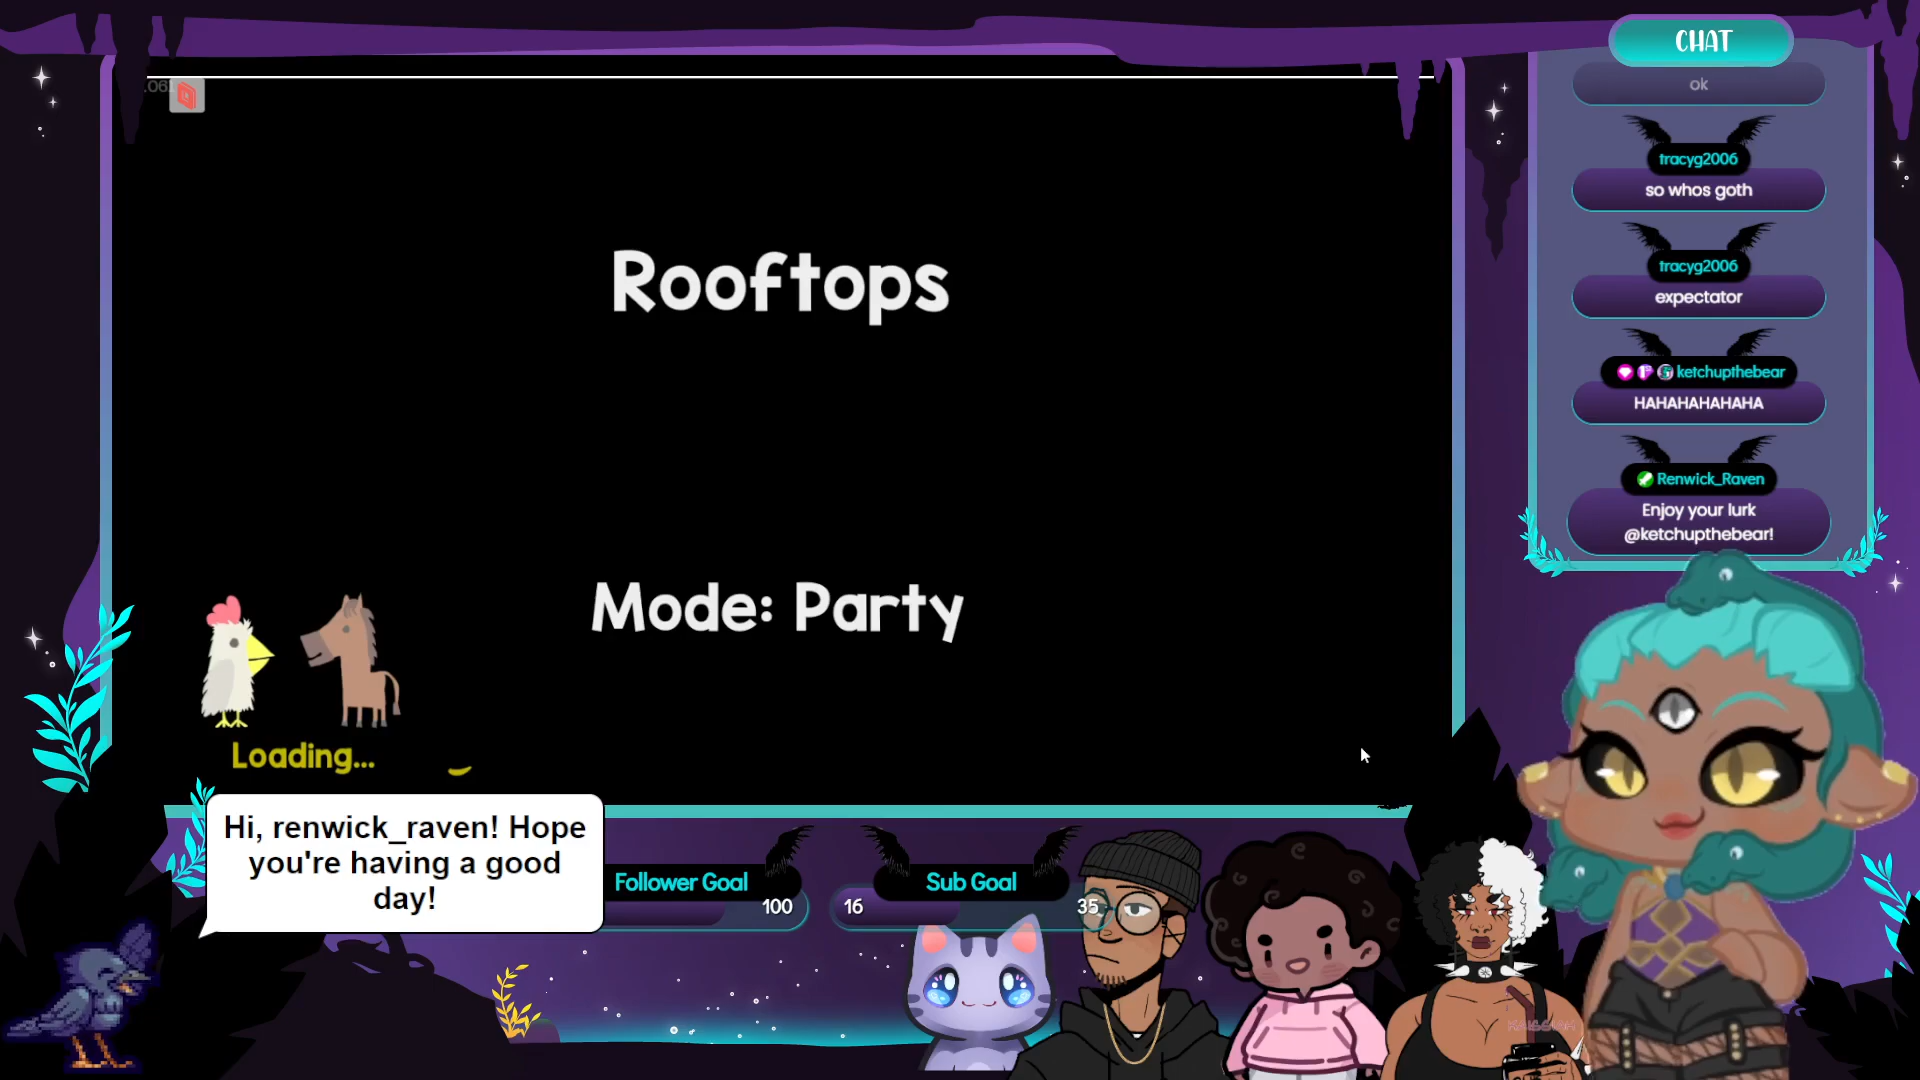 CHAT
ok
tracyg2006
so whos goth
tracyg2006
expectator
ketchupthebear
HAHAHAHAHAHA
Renwick_Raven
Enjoy your lurk
@ketchupthebear!
Rooftops
Mode: Party
Loading...
Hi, renwick_raven! Hope
you're having a good
day!
Follower Goal
100
Sub Goal
16
35